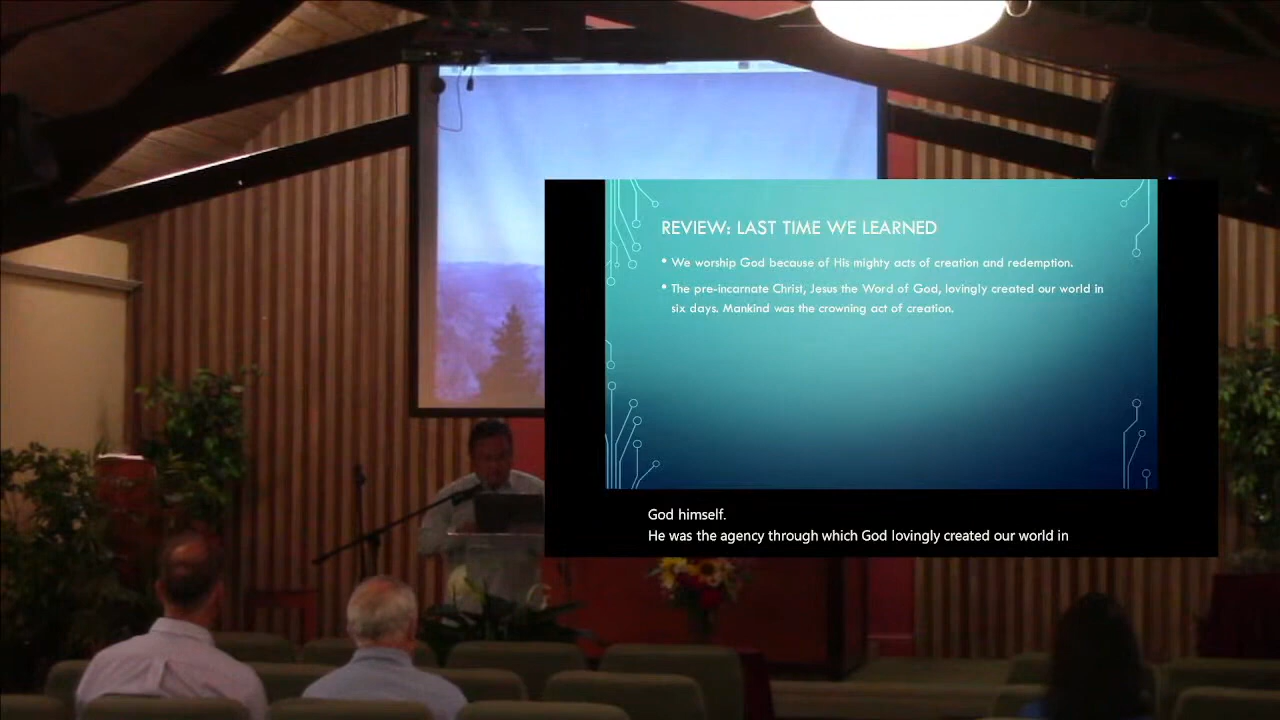 REVIEW: LAST TIME WE LEARNED
• We worship God because of His mighty acts of creation and redemption.
• The pre-incarnate Christ, Jesus the Word of God, lovingly created our world in
six days. Mankind was the crowning act of creation.
God himself.
He was the agency through which God lovingly created our world in